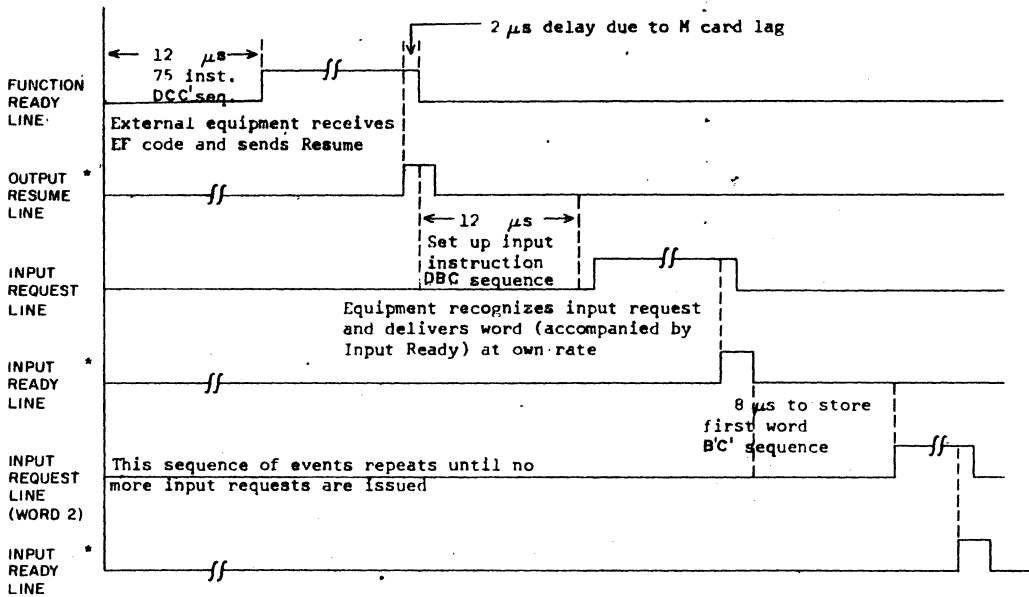 2 μs delay due to M card lag
12 μs
75 inst.
DCC' seq.
FUNCTION
READY
LINE
External equipment receives
EF code and sends Resume
OUTPUT *
RESUME
LINE
12 μs
Set up input
instruction
DBC sequence
INPUT
REQUEST
LINE
Equipment recognizes input request
and delivers word (accompanied by
Input Ready) at own rate
INPUT *
READY
LINE
8 μs to store
first word
B'C' sequence
INPUT
REQUEST
LINE
(WORD 2)
This sequence of events repeats until no
more input requests are issued
INPUT *
READY
LINE